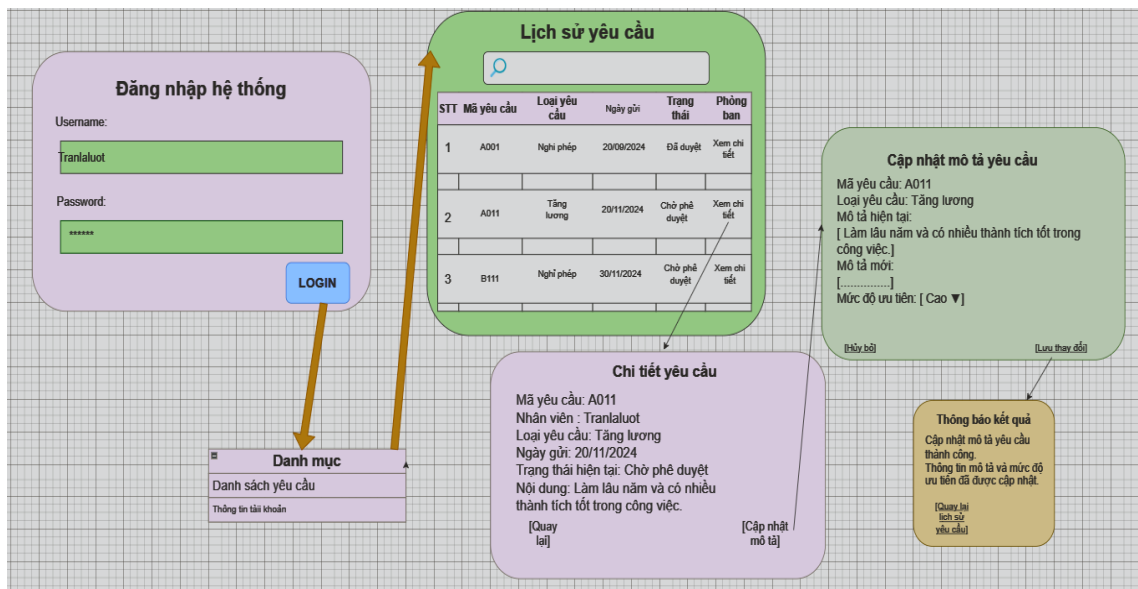 Đăng nhập hệ thống
Username:
Tranlaluot
Password:
******
LOGIN
Danh mục
Danh sách yêu cầu
Thông tin tài khoản
Lịch sử yêu cầu
STT Mã yêu cầu Loại yêu cầu Ngày gửi Trạng thái Phòng ban
1 A001 Nghỉ phép 20/09/2024 Đã duyệt Xem chi tiết
2 A011 Tăng lương 20/11/2024 Chờ phê duyệt Xem chi tiết
3 B111 Nghỉ phép 30/11/2024 Chờ phê duyệt Xem chi tiết
Chi tiết yêu cầu
Mã yêu cầu: A011
Nhân viên : Tranlaluot
Loại yêu cầu: Tăng lương
Ngày gửi: 20/11/2024
Trạng thái hiện tại: Chờ phê duyệt
Nội dung: Làm lâu năm và có nhiều
thành tích tốt trong công việc.
[Quay
lại]
[Cập nhật
mô tả]
Cập nhật mô tả yêu cầu
Mã yêu cầu: A011
Loại yêu cầu: Tăng lương
Mô tả hiện tại:
[ Làm lâu năm và có nhiều thành tích tốt trong
công việc.]
Mô tả mới:
[..............]
Mức độ ưu tiên: [ Cao ▼]
[Hủy bỏ]
[Lưu thay đổi]
Thông báo kết quả
Cập nhật mô tả yêu cầu
thành công.
Thông tin mô tả và mức độ
ưu tiên đã được cập nhật.
[Quay lại
lịch sử
yêu cầu]